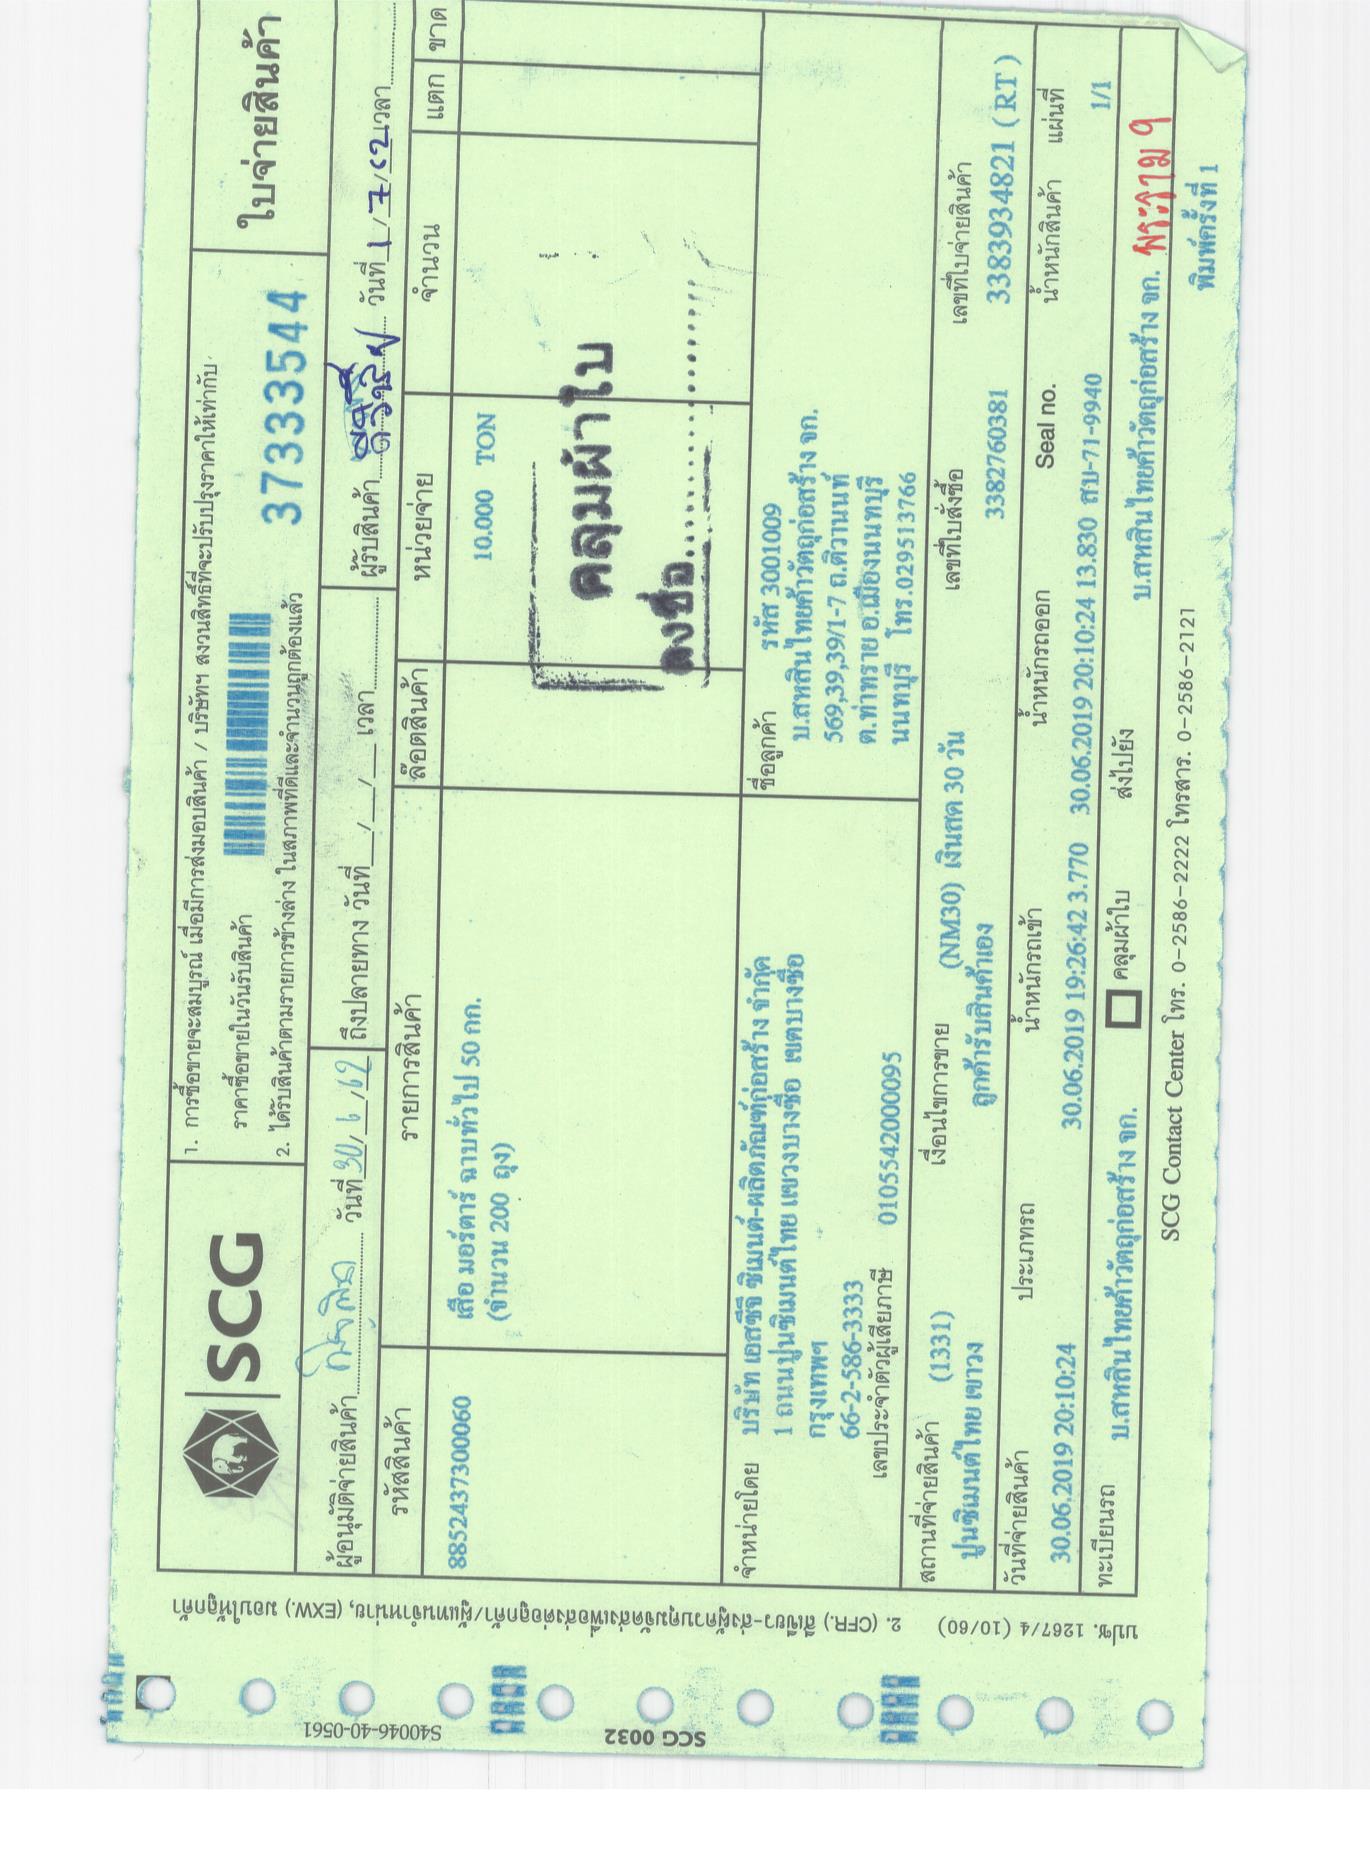 SCG
1. การซื้อขายจะสมบูรณ์ เมื่อมีการส่งมอบสินค้า / บริษัทฯ สงวนสิทธิ์ที่จะปรับปรุงราคาให้เท่ากับ
ราคาซื้อขายในวันรับสินค้า
2. ได้รับสินค้าตามรายการข้างล่าง ในสภาพที่ดีและจำนวนถูกต้องแล้ว
37333544
ใบจ่ายสินค้า
ผู้อนุมัติจ่ายสินค้า วันที่ 30/6/62 ถึงปลายทาง วันที่ __/__/__ เวลา ผู้รับสินค้า วันที่ 1/7/62 เวลา
รหัสสินค้า รายการสินค้า ล๊อตสินค้า หน่วยจ่าย จำนวน แตก ขาด
8852437300060 เสือ มอร์ตาร์ ฉาบทั่วไป 50 กก. 10.000 TON
(จำนวน 200 ถุง)
คลุมผ้าใบ
ลงชื่อ....................
จำหน่ายโดย บริษัท เอสซีจี ซิเมนต์-ผลิตภัณฑ์ก่อสร้าง จำกัด
1 ถนนปูนซิเมนต์ไทย แขวงบางซื่อ เขตบางซื่อ
กรุงเทพฯ
66-2-586-3333
เลขประจำตัวผู้เสียภาษี 0105542000095
ชื่อลูกค้า รหัส 3001009
บ.สหสินไทยค้าวัตถุก่อสร้าง จก.
569,39,39/1-7 ถ.ติวานนท์
ต.ท่าทราย อ.เมืองนนทบุรี
นนทบุรี โทร.029513766
สถานที่จ่ายสินค้า (1331) เงื่อนไขการขาย (NM30) เงินสด 30 วัน เลขที่ใบสั่งซื้อ เลขที่ใบจ่ายสินค้า
ปูนซิเมนต์ไทย เขาวง ลูกค้ารับสินค้าเอง 3382760381 3383934821 (RT)
วันที่จ่ายสินค้า ประเภทรถ น้ำหนักรถเข้า น้ำหนักรถออก Seal no. น้ำหนักสินค้า แผ่นที่
30.06.2019 20:10:24 30.06.2019 19:26:42 3.770 30.06.2019 20:10:24 13.830 สบ-71-9940 1/1
ทะเบียนรถ บ.สหสินไทยค้าวัตถุก่อสร้าง จก. คลุมผ้าใบ ส่งไปยัง บ.สหสินไทยค้าวัตถุก่อสร้าง จก. พระราม 9
SCG Contact Center โทร. 0-2586-2222 โทรสาร. 0-2586-2121
พิมพ์ครั้งที่ 1
S40046-40-0561
SCG 0032
บปซ. 1267/4 (10/60) 2. (CFR.) สีเขียว-ส่งผู้ควบคุมจัดส่งเพื่อส่งต่อลูกค้า/ผู้แทนจำหน่าย, (EXW.) มอบให้ลูกค้า